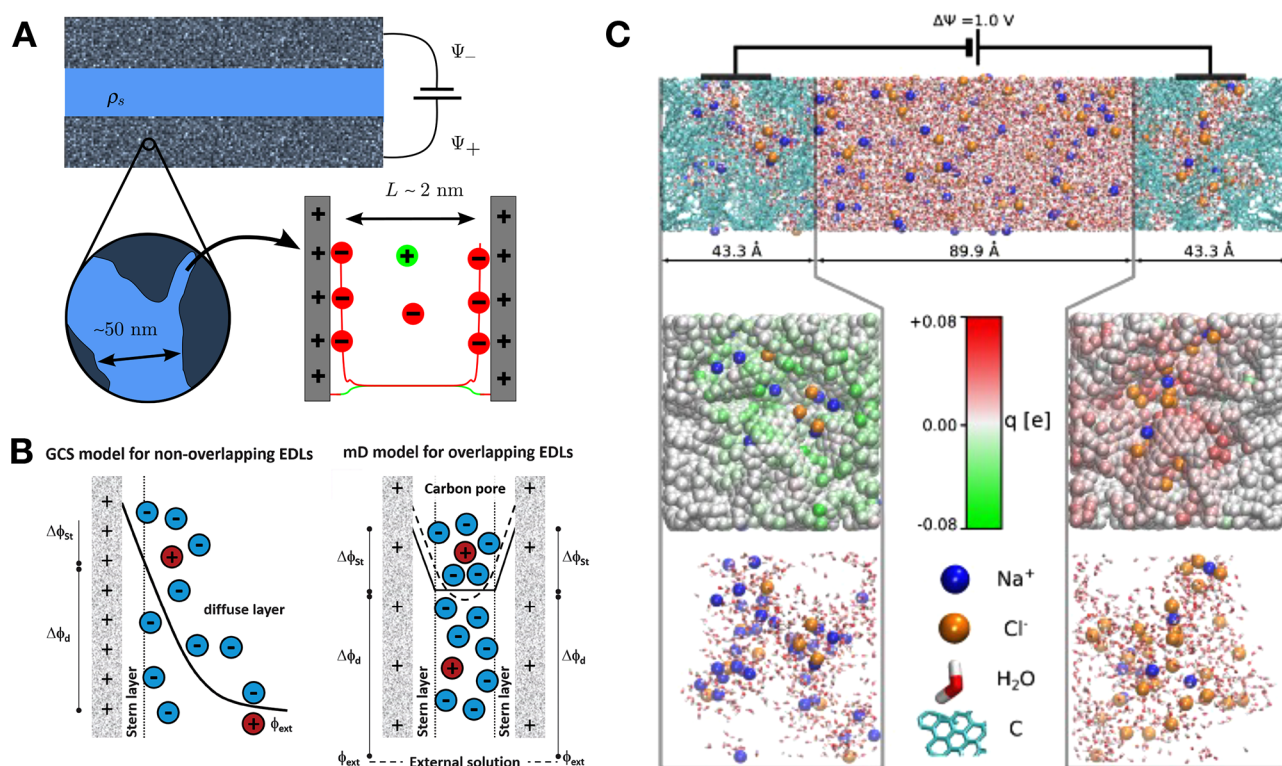 A
Ψ−
ρs
Ψ+
L ~ 2 nm
~50 nm
+ + + + +
− − −
+
−
− − −
+ + + + +
B
GCS model for non-overlapping EDLs
mD model for overlapping EDLs
Carbon pore
ΔϕSt
ΔϕSt
ΔϕSt
diffuse layer
Δϕd
Δϕd
Δϕd
Stern layer
Stern layer
Stern layer
ϕext
ϕext
External solution
ϕext
C
ΔΨ =1.0 V
43.3 Å
89.9 Å
43.3 Å
+0.08
0.00
q [e]
-0.08
Na+
Cl-
H2O
C